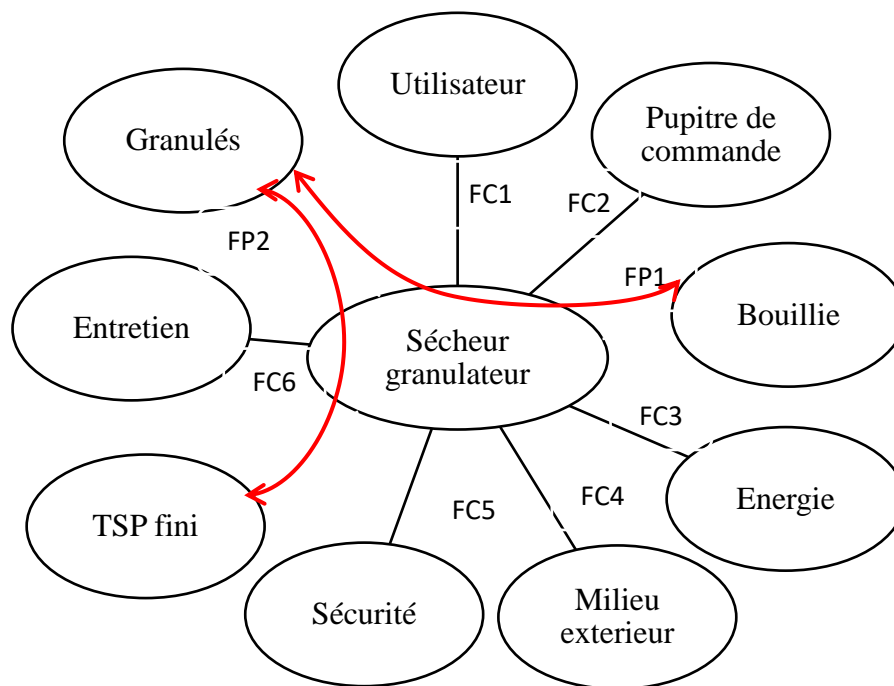 Utilisateur
Pupitre de
commande
Granulés
FC1
FC2
FP2
FP1
Bouillie
Entretien
Sécheur
granulateur
FC6
FC3
FC5
FC4
Energie
TSP fini
Sécurité
Milieu
exterieur